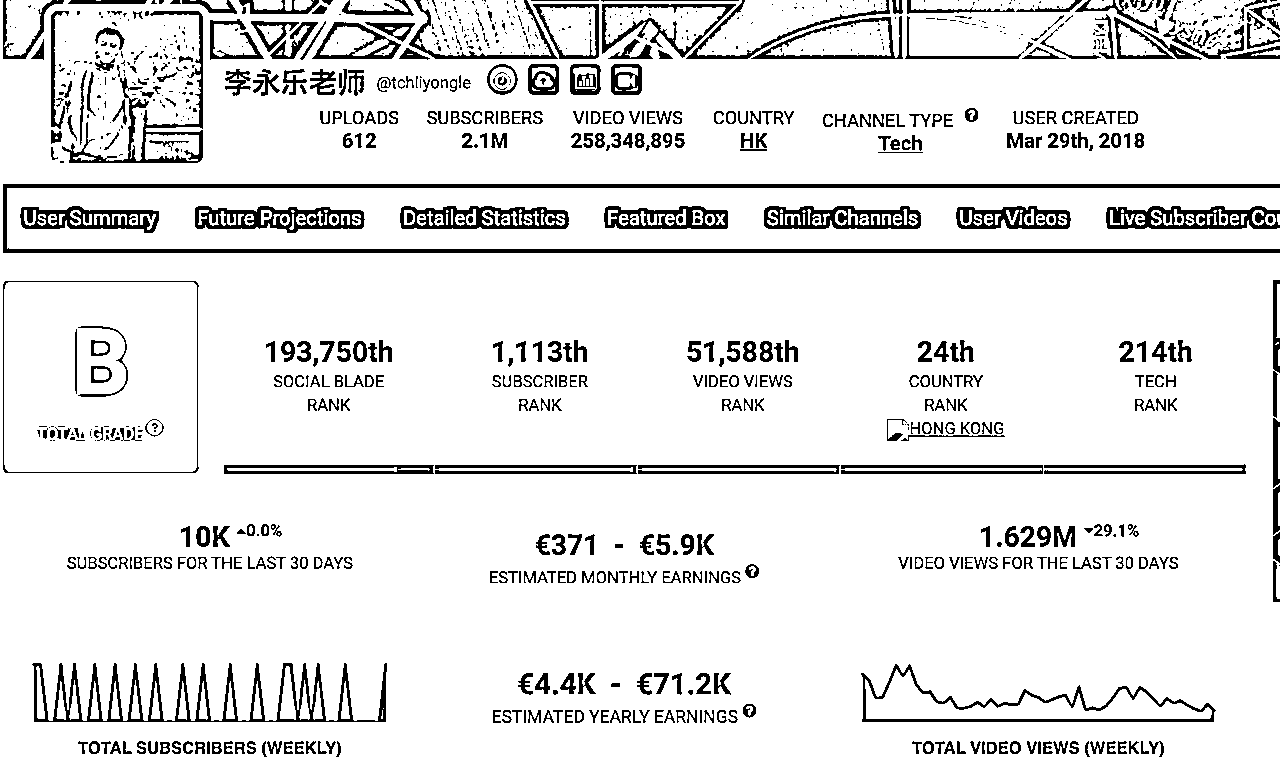 李永乐老师 @tchliyongle
UPLOADS
612
SUBSCRIBERS
2.1M
VIDEO VIEWS
258,348,895
COUNTRY
HK
CHANNEL TYPE
Tech
USER CREATED
Mar 29th, 2018
User Summary
Future Projections
Detailed Statistics
Featured Box
Similar Channels
User Videos
Live Subscriber Cou
B
TOTAL GRADE
193,750th
SOCIAL BLADE
RANK
1,113th
SUBSCRIBER
RANK
51,588th
VIDEO VIEWS
RANK
24th
COUNTRY
RANK
HONG KONG
214th
TECH
RANK
10K 0.0%
SUBSCRIBERS FOR THE LAST 30 DAYS
€371 - €5.9K
ESTIMATED MONTHLY EARNINGS
1.629M 29.1%
VIDEO VIEWS FOR THE LAST 30 DAYS
€4.4K - €71.2K
ESTIMATED YEARLY EARNINGS
TOTAL SUBSCRIBERS (WEEKLY)
TOTAL VIDEO VIEWS (WEEKLY)